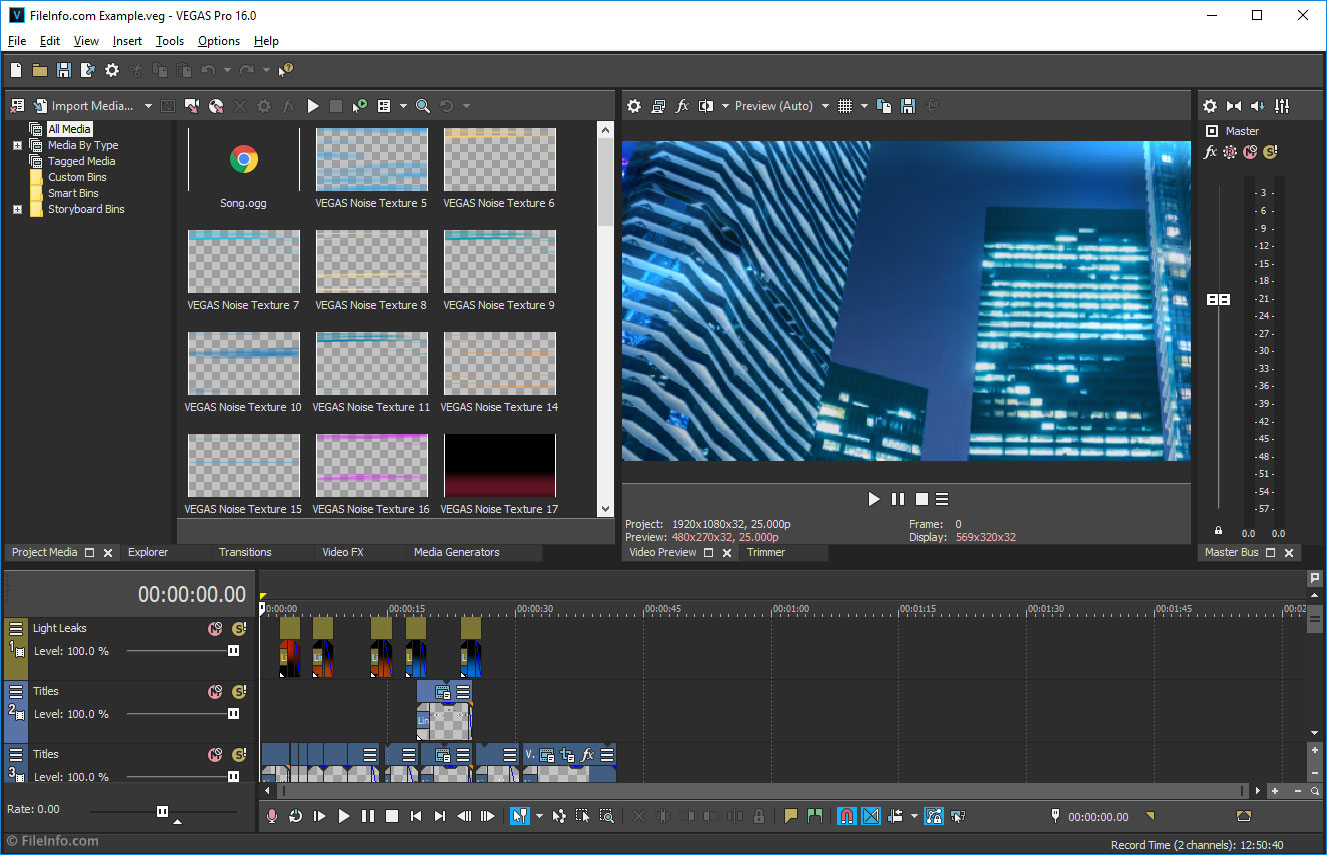 FileInfo.com Example.veg - VEGAS Pro 16.0
File Edit View Insert Tools Options Help
Import Media...
Preview (Auto)
All Media
Media By Type
Tagged Media
Custom Bins
Smart Bins
Storyboard Bins
Song.ogg VEGAS Noise Texture 5 VEGAS Noise Texture 6
VEGAS Noise Texture 7 VEGAS Noise Texture 8 VEGAS Noise Texture 9
VEGAS Noise Texture 10 VEGAS Noise Texture 11 VEGAS Noise Texture 14
VEGAS Noise Texture 15 VEGAS Noise Texture 16 VEGAS Noise Texture 17
Project: 1920x1080x32, 25.000p Frame: 0
Preview: 480x270x32, 25.000p Display: 569x320x32
Master
fx
- 3 -
- 6 -
- 9 -
- 12 -
- 15 -
- 18 -
- 21 -
- 24 -
- 27 -
- 30 -
- 33 -
- 36 -
- 39 -
- 42 -
- 45 -
- 48 -
- 51 -
- 54 -
- 57 -
0.0 0.0
Project Media Explorer Transitions Video FX Media Generators
Video Preview Trimmer
Master Bus
00:00:00.00
0:00:00 00:00:15 00:00:30 00:00:45 00:01:00 00:01:15 00:01:30 00:01:45 00:02
1 Light Leaks
Level: 100.0 %
2 Titles
Level: 100.0 %
3 Titles
Level: 100.0 %
Rate: 0.00
00:00:00.00
© FileInfo.com
Record Time (2 channels): 12:50:40